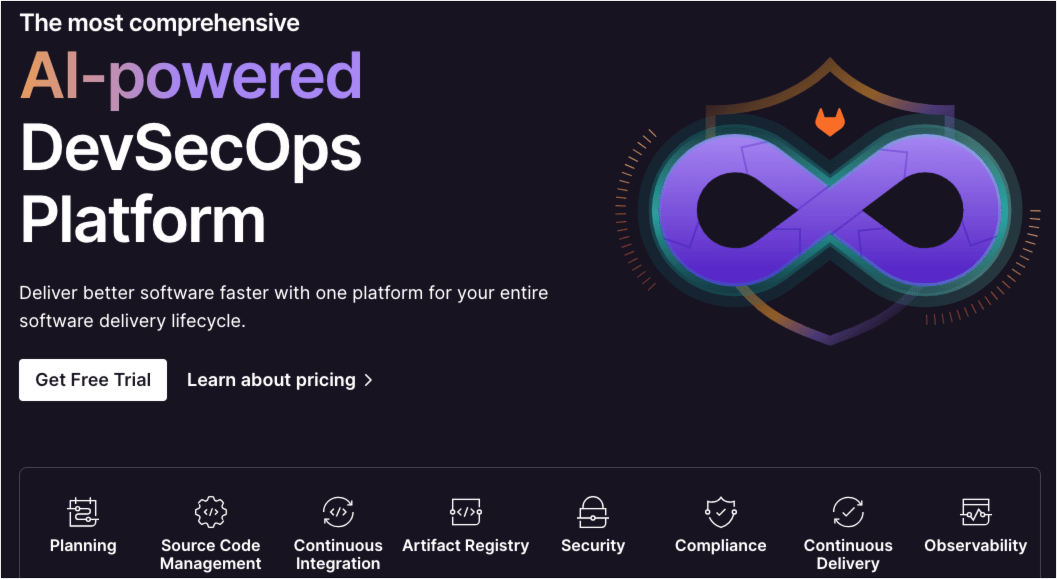 The most comprehensive
AI-powered
DevSecOps
Platform
Deliver better software faster with one platform for your entire
software delivery lifecycle.
Get Free Trial
Learn about pricing
Planning
Source Code
Management
Continuous
Integration
Artifact Registry
Security
Compliance
Continuous
Delivery
Observability